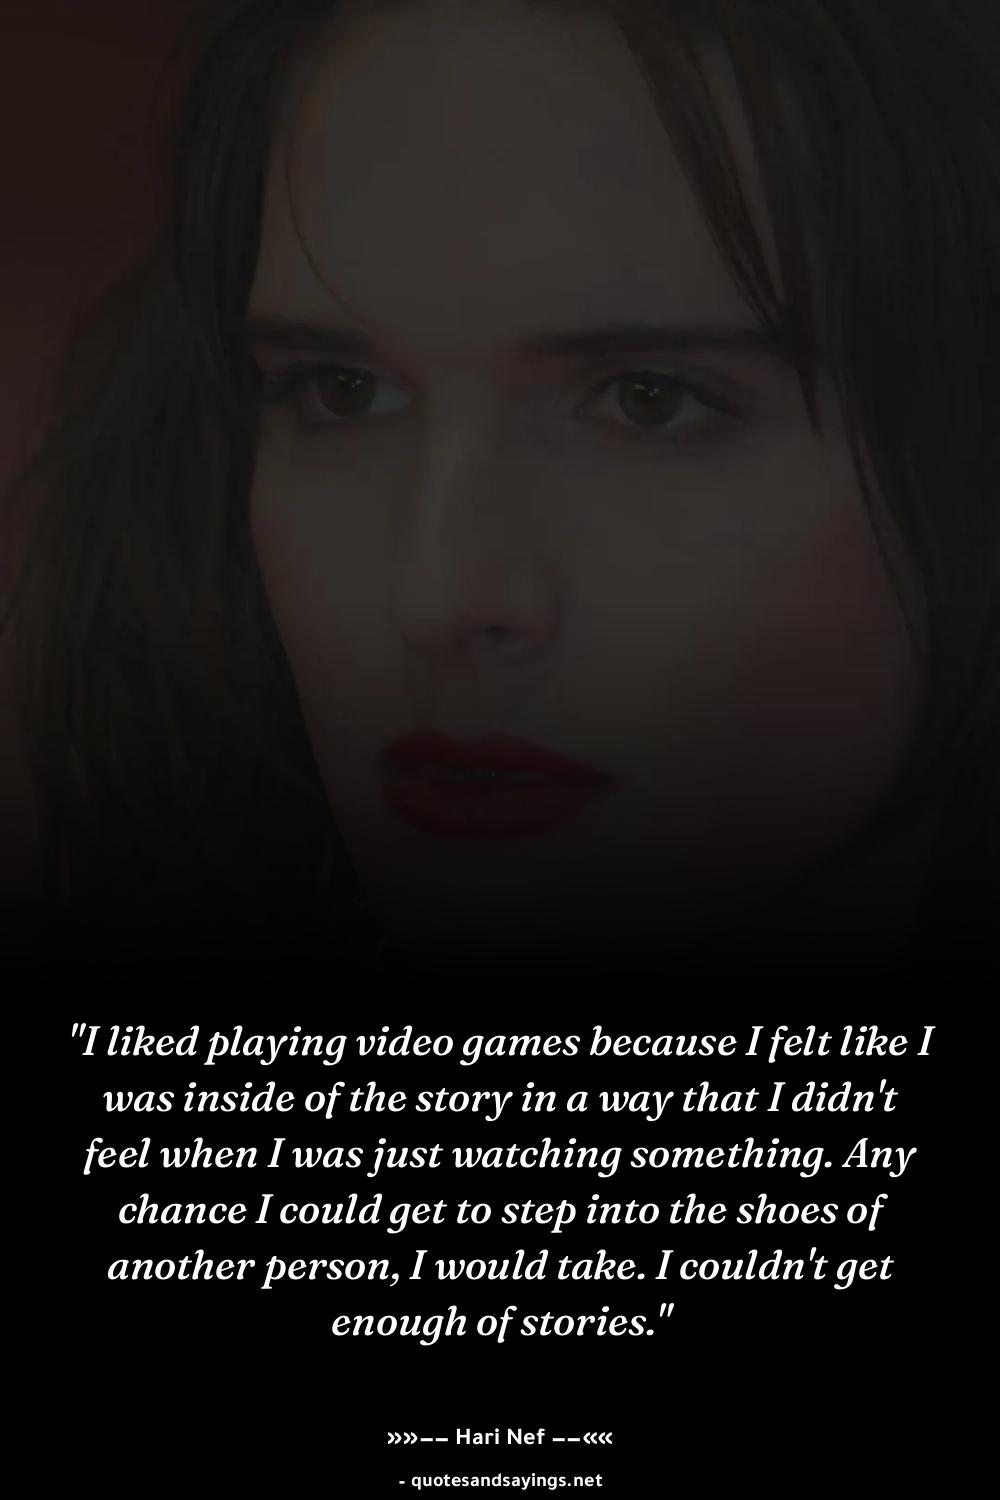 "I liked playing video games because I felt like I
was inside of the story in a way that I didn't
feel when I was just watching something. Any
chance I could get to step into the shoes of
another person, I would take. I couldn't get
enough of stories."
»»−− Hari Nef −−««
- quotesandsayings.net